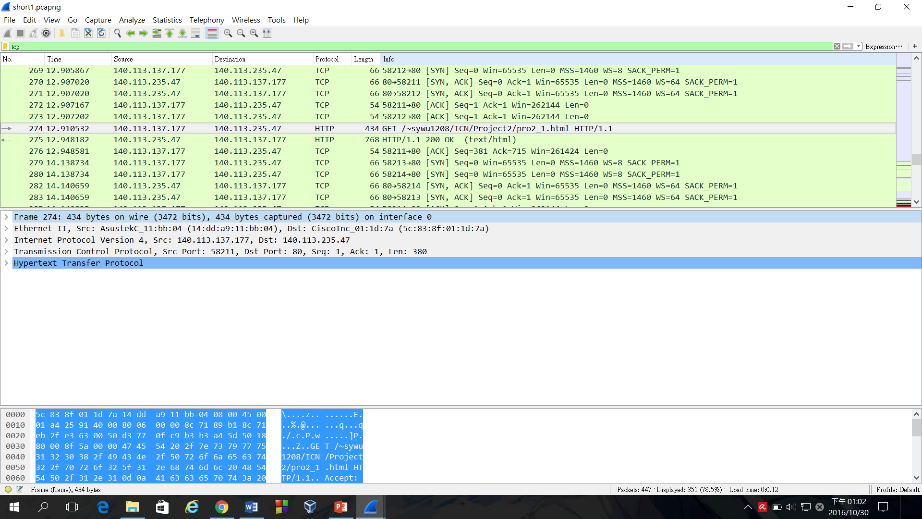 short1.pcapng
File Edit View Go Capture Analyze Statistics Telephony Wireless Tools Help
tcp
Expression…
No. Time Source Destination Protocol Length Info
269 12.905867 140.113.137.177 140.113.235.47 TCP 66 58212→80 [SYN] Seq=0 Win=65535 Len=0 MSS=1460 WS=8 SACK_PERM=1
270 12.907020 140.113.235.47 140.113.137.177 TCP 66 80→58211 [SYN, ACK] Seq=0 Ack=1 Win=65535 Len=0 MSS=1460 WS=64 SACK_PERM=1
271 12.907020 140.113.235.47 140.113.137.177 TCP 66 80→58212 [SYN, ACK] Seq=0 Ack=1 Win=65535 Len=0 MSS=1460 WS=64 SACK_PERM=1
272 12.907167 140.113.137.177 140.113.235.47 TCP 54 58211→80 [ACK] Seq=1 Ack=1 Win=262144 Len=0
273 12.907202 140.113.137.177 140.113.235.47 TCP 54 58212→80 [ACK] Seq=1 Ack=1 Win=262144 Len=0
274 12.910532 140.113.137.177 140.113.235.47 HTTP 434 GET /~sywu1208/ICN/Project2/pro2_1.html HTTP/1.1
275 12.948182 140.113.235.47 140.113.137.177 HTTP 768 HTTP/1.1 200 OK (text/html)
276 12.948581 140.113.137.177 140.113.235.47 TCP 54 58211→80 [ACK] Seq=381 Ack=715 Win=261424 Len=0
279 14.138734 140.113.137.177 140.113.235.47 TCP 66 58213→80 [SYN] Seq=0 Win=65535 Len=0 MSS=1460 WS=8 SACK_PERM=1
280 14.138734 140.113.137.177 140.113.235.47 TCP 66 58214→80 [SYN] Seq=0 Win=65535 Len=0 MSS=1460 WS=8 SACK_PERM=1
282 14.140659 140.113.235.47 140.113.137.177 TCP 66 80→58214 [SYN, ACK] Seq=0 Ack=1 Win=65535 Len=0 MSS=1460 WS=64 SACK_PERM=1
283 14.140659 140.113.235.47 140.113.137.177 TCP 66 80→58213 [SYN, ACK] Seq=0 Ack=1 Win=65535 Len=0 MSS=1460 WS=64 SACK_PERM=1
Frame 274: 434 bytes on wire (3472 bits), 434 bytes captured (3472 bits) on interface 0
Ethernet II, Src: AsustekC_11:bb:04 (14:dd:a9:11:bb:04), Dst: CiscoInc_01:1d:7a (5c:83:8f:01:1d:7a)
Internet Protocol Version 4, Src: 140.113.137.177, Dst: 140.113.235.47
Transmission Control Protocol, Src Port: 58211, Dst Port: 80, Seq: 1, Ack: 1, Len: 380
Hypertext Transfer Protocol
0000 5c 83 8f 01 1d 7a 14 dd a9 11 bb 04 08 00 45 00 \....z.. ......E.
0010 01 a4 25 91 40 00 80 06 00 00 8c 71 89 b1 8c 71 ..%.@... ...q...q
0020 eb 2f e3 63 00 50 d3 77 0f c9 b3 b3 a4 5d 50 18 ./.c.P.w .....]P.
0030 80 00 8f 5a 00 00 47 45 54 20 2f 7e 73 79 77 75 ...Z..GE T /~sywu
0040 31 32 30 38 2f 49 43 4e 2f 50 72 6f 6a 65 63 74 1208/ICN /Project
0050 32 2f 70 72 6f 32 5f 31 2e 68 74 6d 6c 20 48 54 2/pro2_1 .html HT
0060 54 50 2f 31 2e 31 0d 0a 41 63 63 65 70 74 3a 20 TP/1.1.. Accept:
Frame (frame), 434 bytes
Packets: 447 · Displayed: 351 (78.5%) · Load time: 0:0.12
Profile: Default
下午 01:02
2016/10/30